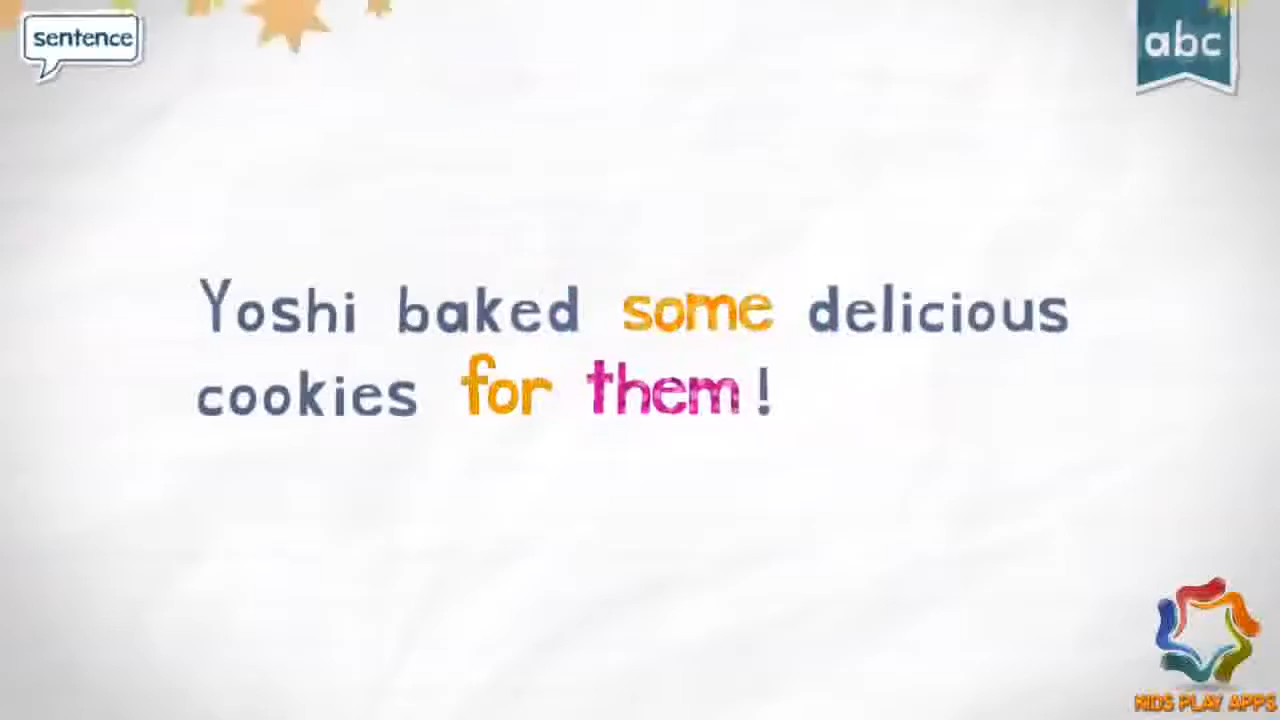 sentence
abc
Yoshi baked some delicious
cookies for them!
KIDS PLAY APPS